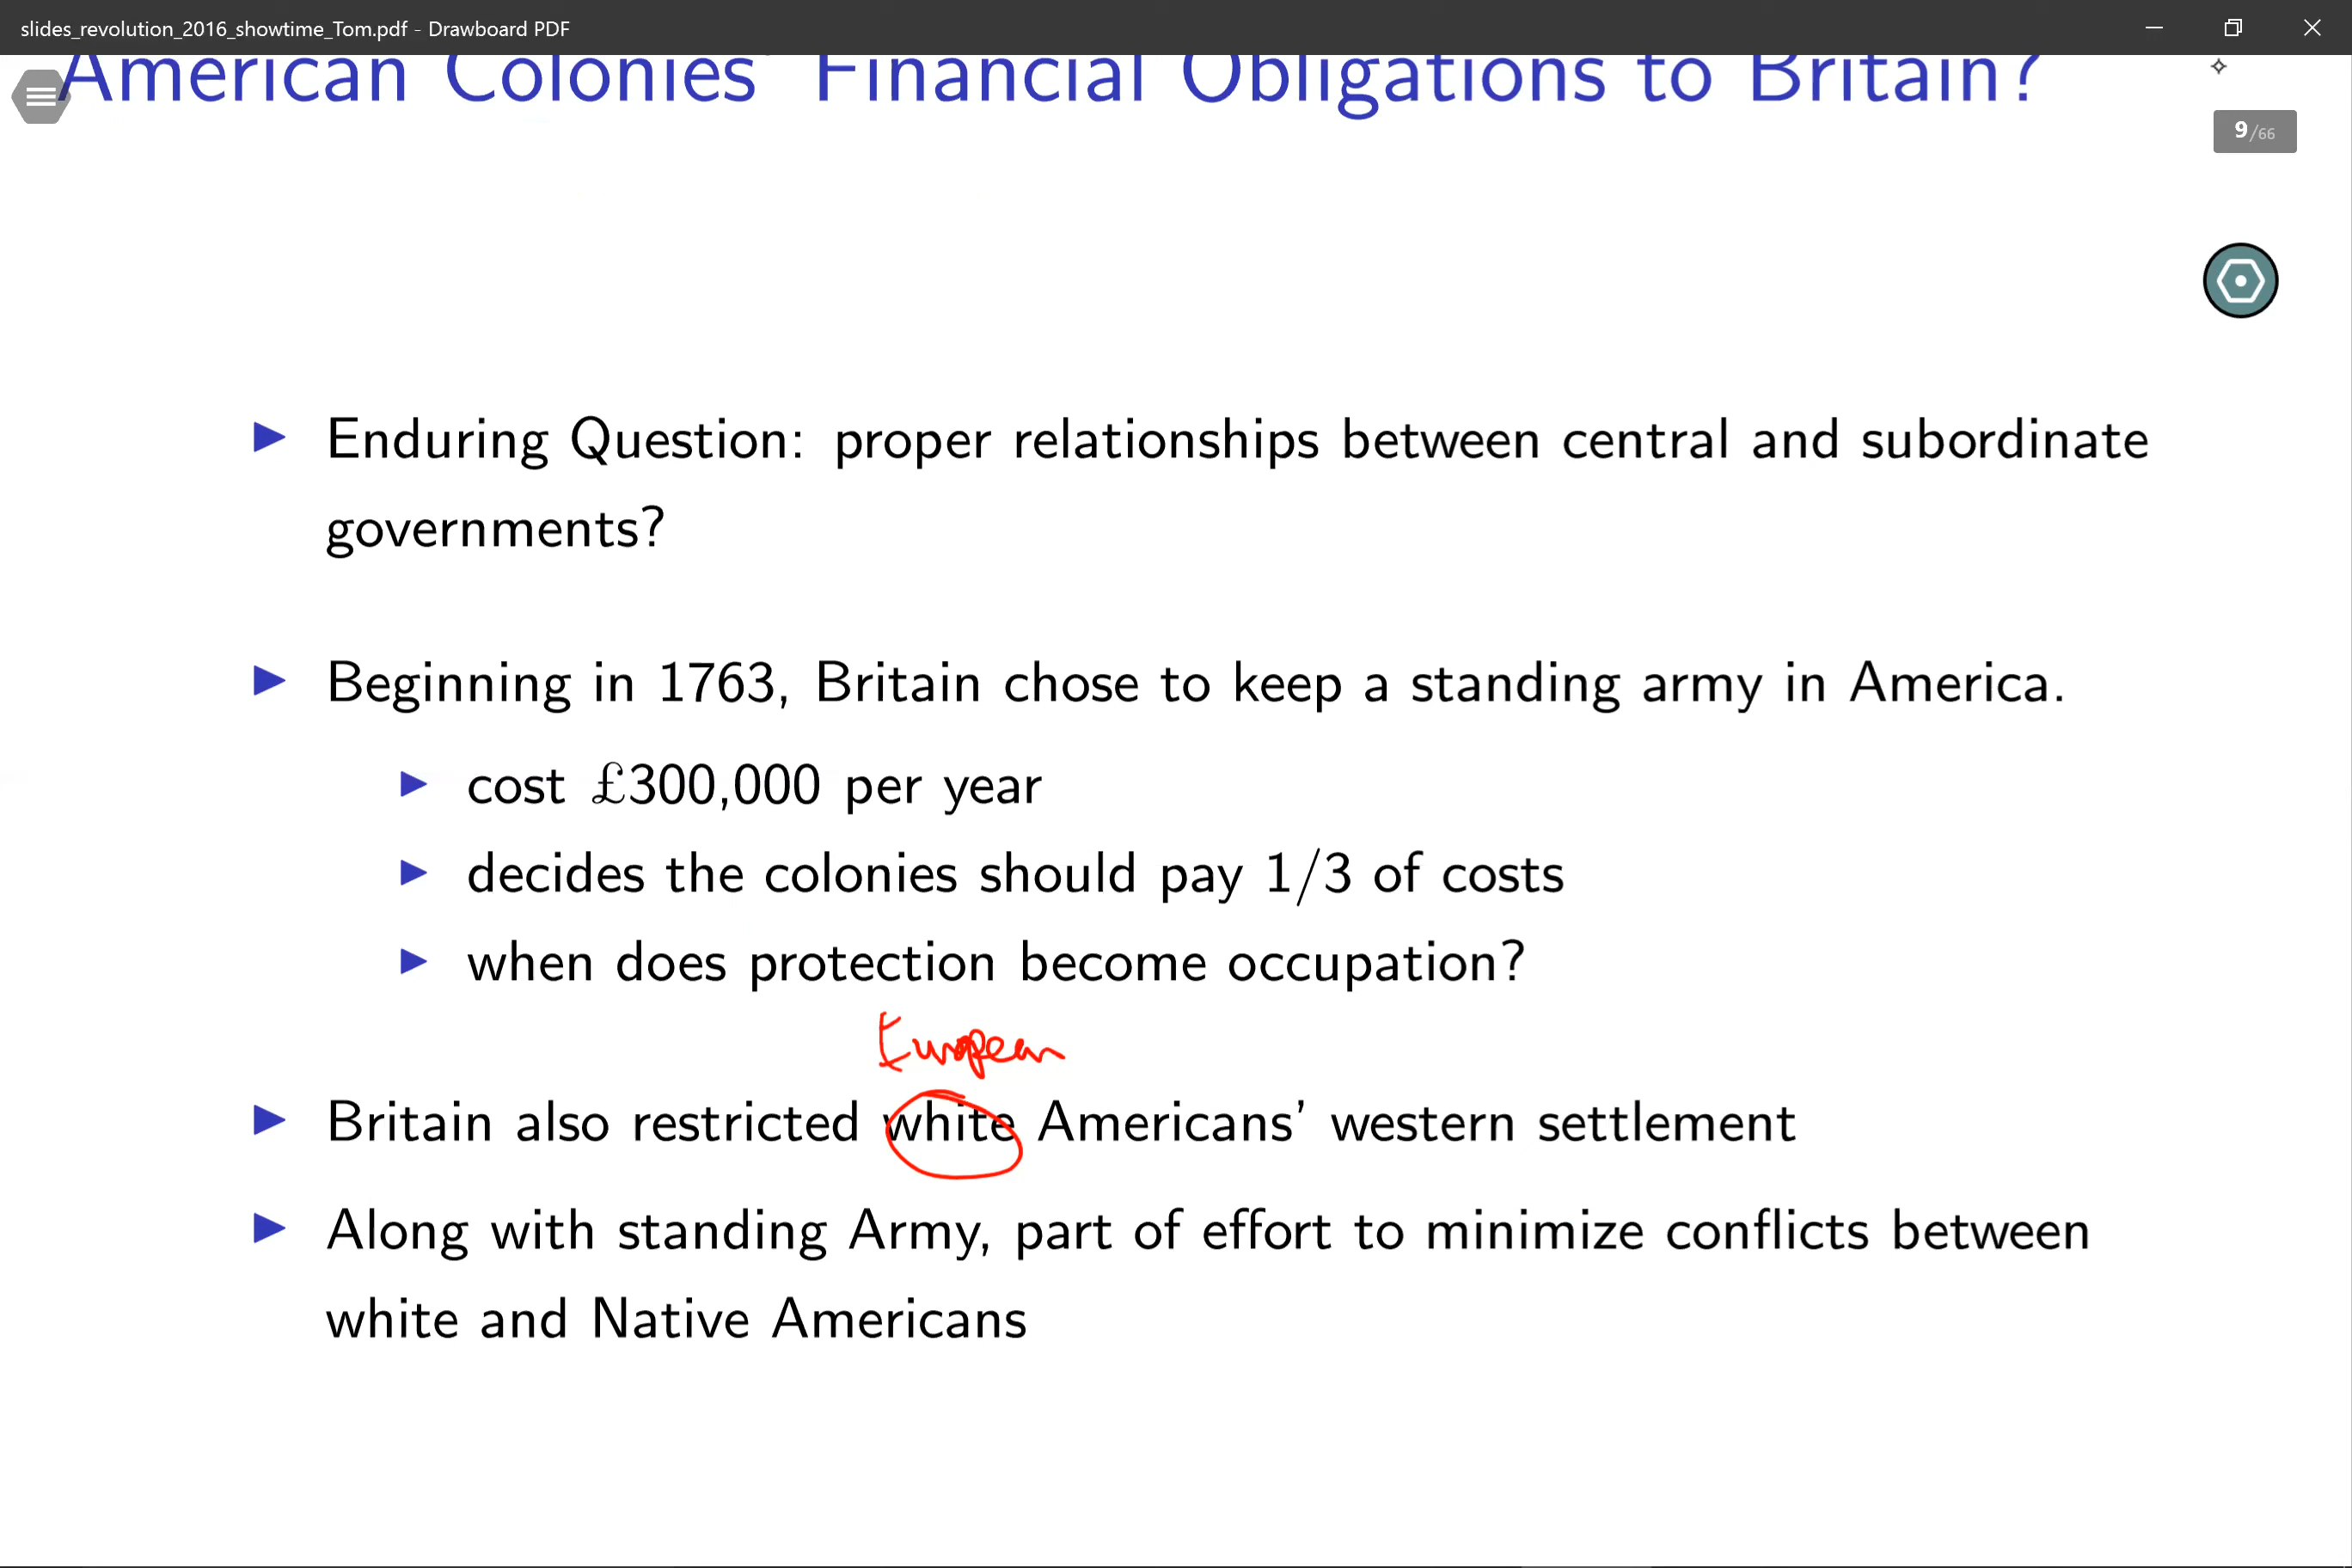 slides_revolution_2016_showtime_Tom.pdf - Drawboard PDF
American Colonies' Financial Obligations to Britain?
9/66
Enduring Question: proper relationships between central and subordinate
governments?
Beginning in 1763, Britain chose to keep a standing army in America.
cost £300,000 per year
decides the colonies should pay 1/3 of costs
when does protection become occupation?
European
Britain also restricted white Americans' western settlement
Along with standing Army, part of effort to minimize conflicts between
white and Native Americans